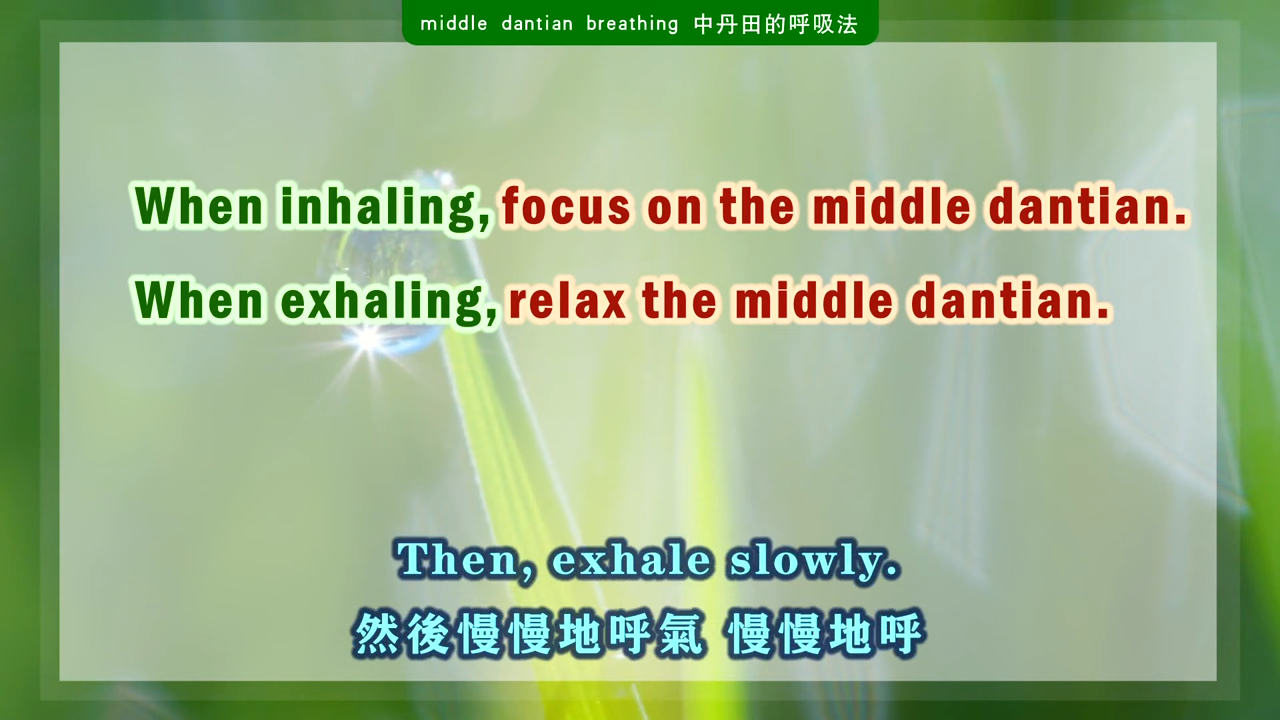 middle dantian breathing 中丹田的呼吸法
When inhaling, focus on the middle dantian.
When exhaling, relax the middle dantian.
Then, exhale slowly.
然後慢慢地呼氣 慢慢地呼